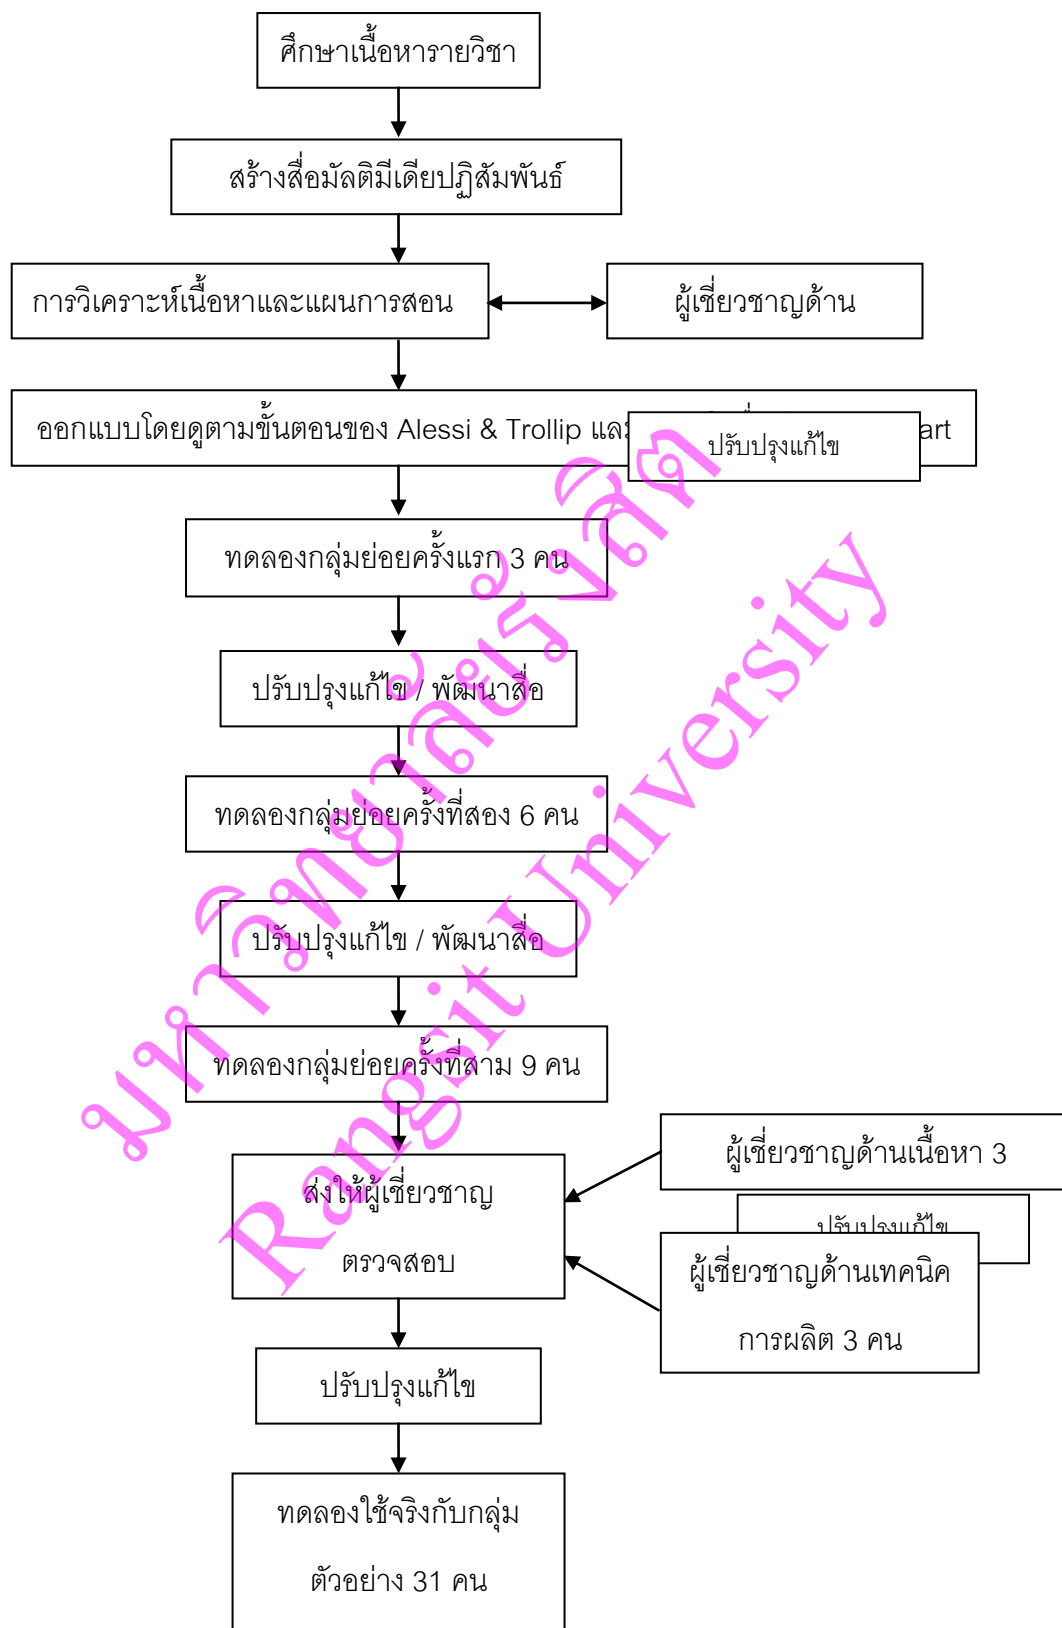 ศึกษาเนื้อหารายวิชา
สร้างสื่อมัลติมีเดียปฏิสัมพันธ์
การวิเคราะห์เนื้อหาและแผนการสอน
ผู้เชี่ยวชาญด้าน
ออกแบบโดยดูตามขั้นตอนของ Alessi & Trollip และ art
ปรับปรุงแก้ไข
ทดลองกลุ่มย่อยครั้งแรก 3 คน
ปรับปรุงแก้ไข / พัฒนาสื่อ
ทดลองกลุ่มย่อยครั้งที่สอง 6 คน
ปรับปรุงแก้ไข / พัฒนาสื่อ
ทดลองกลุ่มย่อยครั้งที่สาม 9 คน
ส่งให้ผู้เชี่ยวชาญ
ตรวจสอบ
ผู้เชี่ยวชาญด้านเนื้อหา 3
ปรับปรุงแก้ไข
ผู้เชี่ยวชาญด้านเทคนิค
การผลิต 3 คน
ปรับปรุงแก้ไข
ทดลองใช้จริงกับกลุ่ม
ตัวอย่าง 31 คน
มหาวิทยาลัยรังสิต
Rangsit University